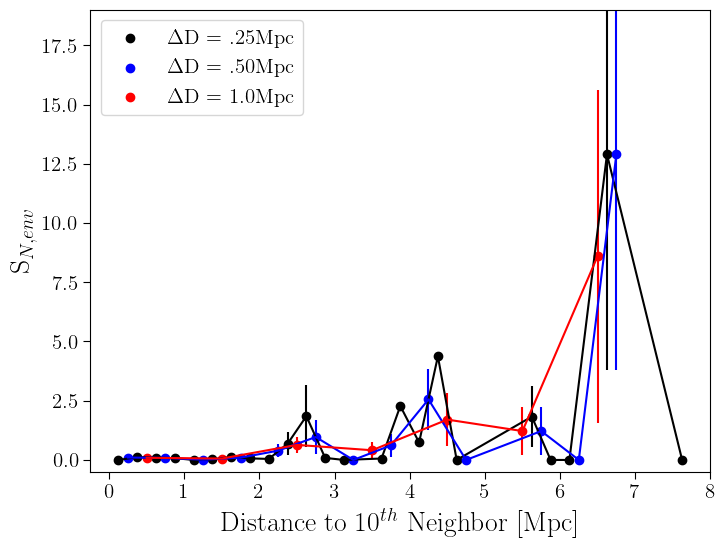 ΔD = .25Mpc
ΔD = .50Mpc
ΔD = 1.0Mpc
17.5
15.0
12.5
10.0
7.5
5.0
2.5
0.0
S_{N,env}
0 1 2 3 4 5 6 7 8
Distance to 10^{th} Neighbor [Mpc]